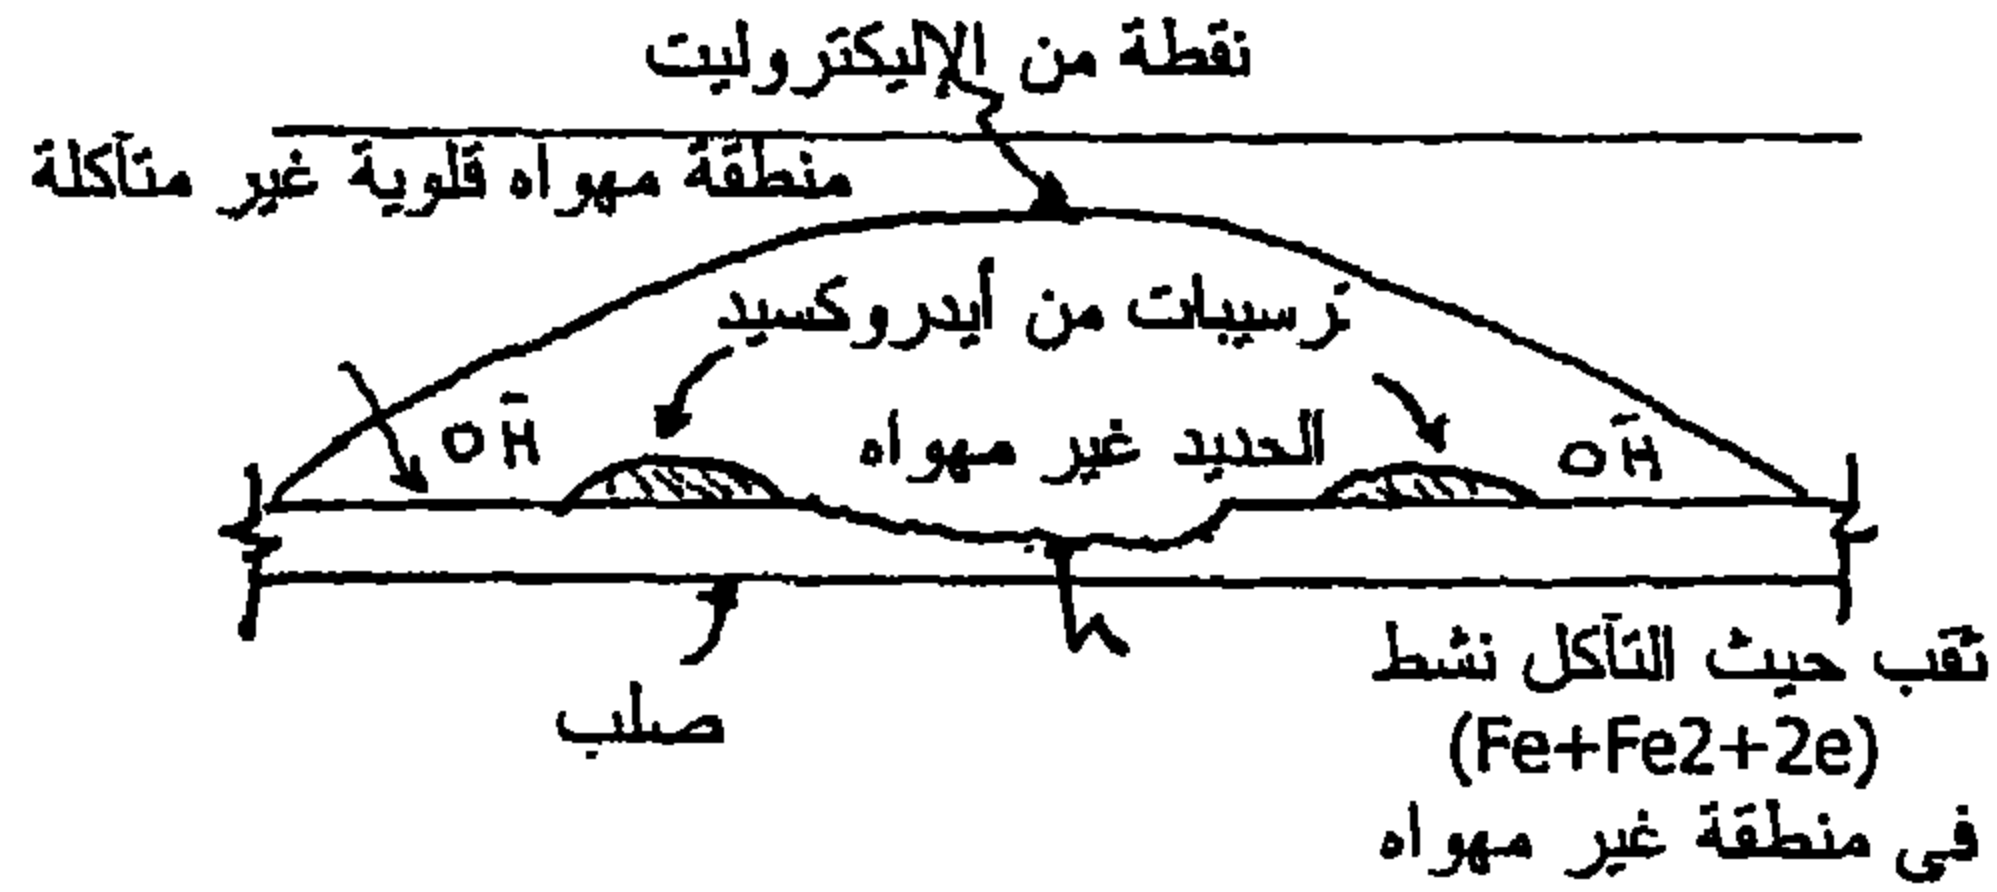 نقطة من الإليكتروليت
منطقة مهواه قلوية غير متآكلة
ترسيبات من أيدروكسيد
الحديد غير مهواه
OH-
OH-
صلب
ثقب حيث التآكل نشط
(Fe+Fe2+2e)
فى منطقة غير مهواه